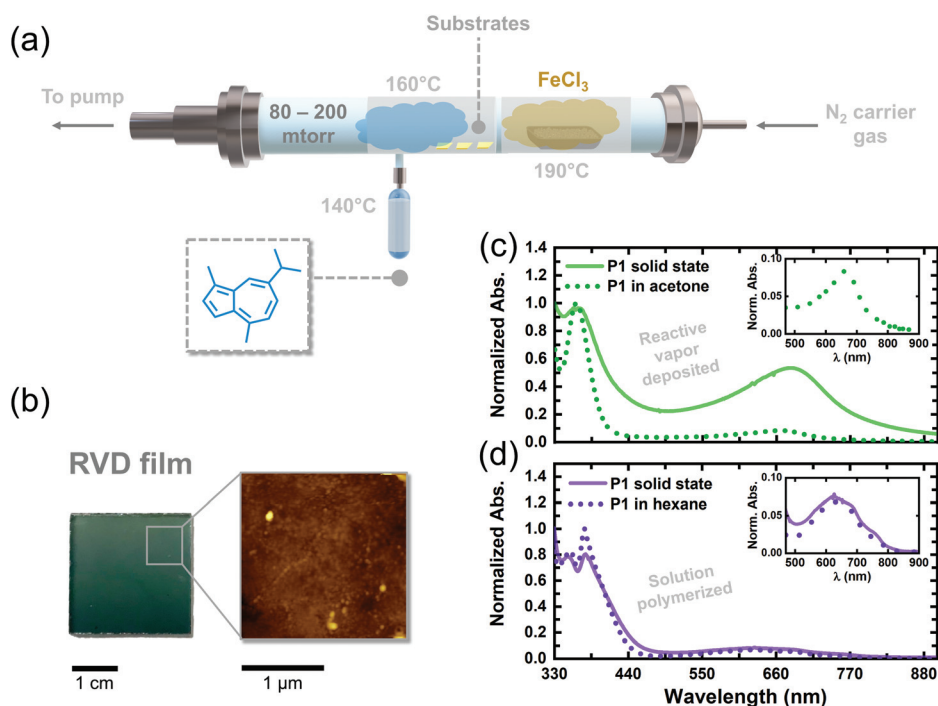 (a)
Substrates
160°C
FeCl3
To pump
80 – 200
mtorr
N2 carrier
gas
190°C
140°C
(b)
RVD film
1 cm
1 µm
(c)
Normalized Abs.
1.4
1.2
1.0
0.8
0.6
0.4
0.2
0.0
P1 solid state
P1 in acetone
Reactive
vapor
deposited
Norm. Abs.
0.10
0.05
0.00
500 600 700 800 900
λ (nm)
(d)
Normalized Abs.
1.4
1.2
1.0
0.8
0.6
0.4
0.2
0.0
P1 solid state
P1 in hexane
Solution
polymerized
Norm. Abs.
0.10
0.05
0.00
500 600 700 800 900
λ (nm)
330 440 550 660 770 880
Wavelength (nm)